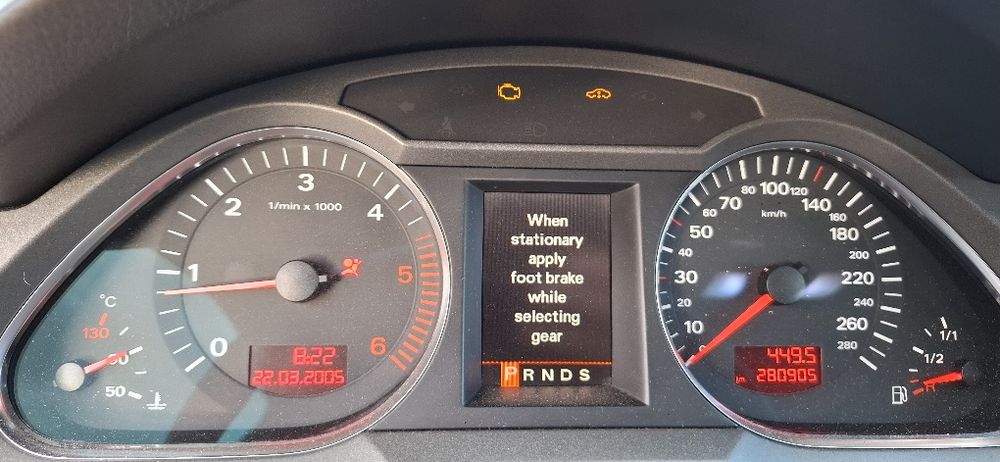 3
2
1/min x 1000
4
1
5
0
6
8:22
22.03.2005
°C
130
90
50
When
stationary
apply
foot brake
while
selecting
gear
P R N D S
80 100 120
70
140
60
km/h
160
50
180
40
200
30
220
20
240
10
260
280
449.5
km 280905
1/1
1/2
R